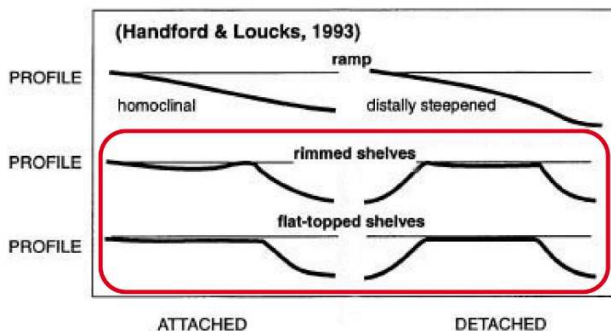 (Handford & Loucks, 1993)
ramp
PROFILE
homoclinal distally steepened
rimmed shelves
PROFILE
flat-topped shelves
PROFILE
ATTACHED DETACHED